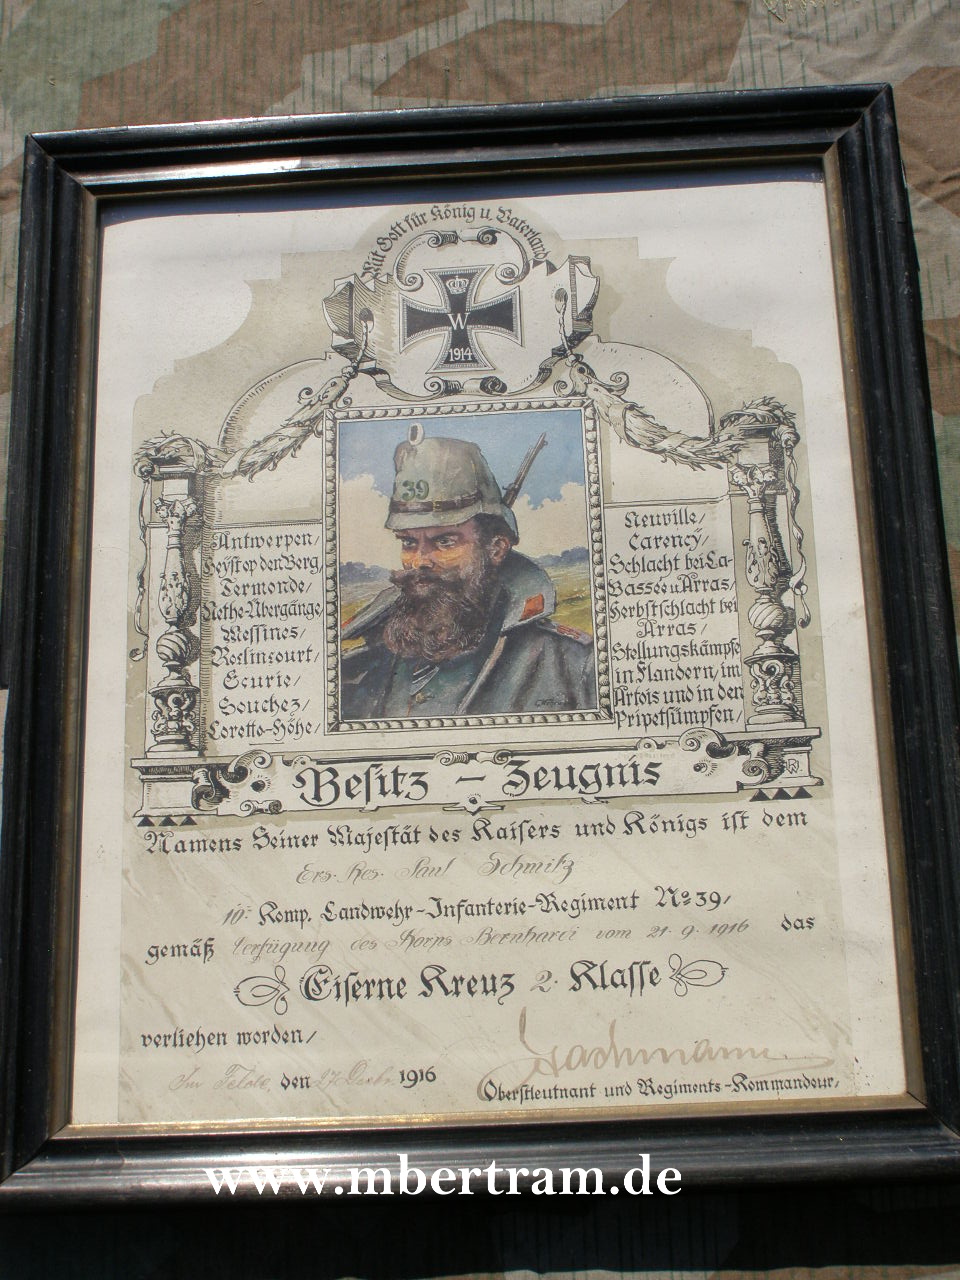 Mit Gott für König u. Vaterland
W
1914
39
Antwerpen/
Heyst op den Berg,
Termonde/
Nethe-Übergänge,
Messines/
Roclincourt/
Ecurie/
Souchez/
Loretto-Höhe/
Neuville/
Carency/
Schlacht bei La-
Bassée u. Arras/
Herbstschlacht bei
Arras/
Stellungskämpfe
in Flandern/im
Artois und in den
Pripetsümpfen/
Besitz - Zeugnis
Namens Seiner Majestät des Kaisers und Königs ist dem
Ers. Res. Paul Schmitz
10. Komp. Landwehr-Infanterie-Regiment No 39/
gemäß Verfügung des Korps Bernhardi vom 21.9.1916 das
Eiserne Kreuz 2. Klasse
verliehen worden/
Im Felde den 1916
Oberstleutnant und Regiments-Kommandeur/
www.mbertram.de